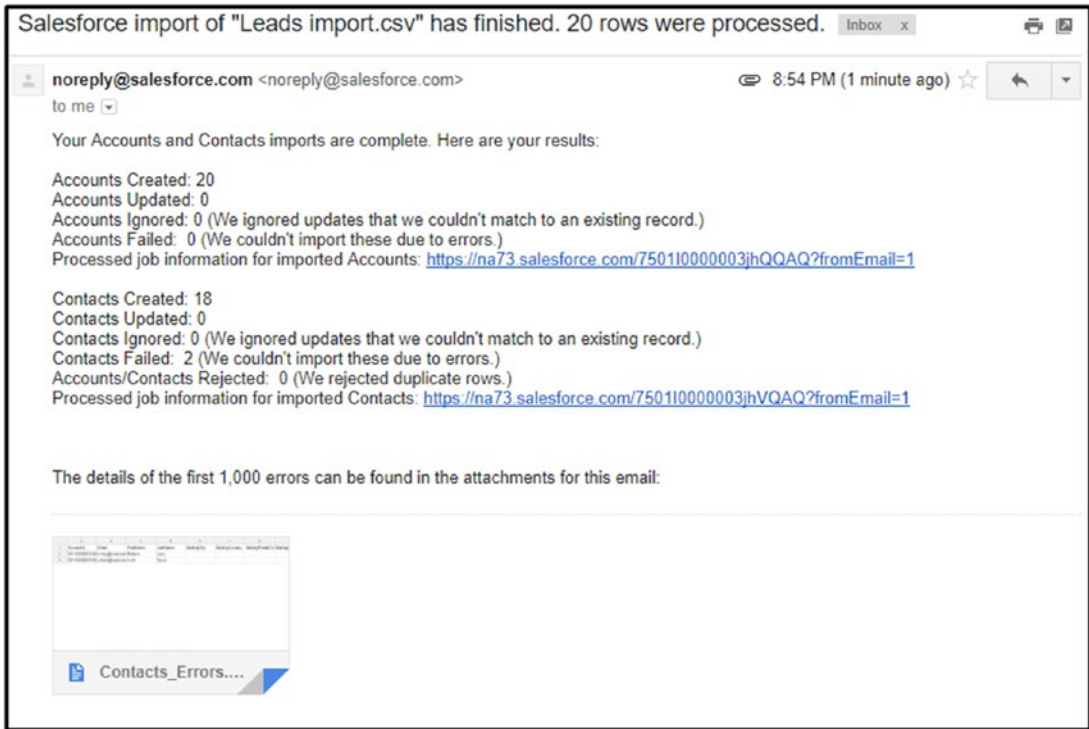 Salesforce import of "Leads import.csv" has finished. 20 rows were processed. Inbox x
noreply@salesforce.com <noreply@salesforce.com> 8:54 PM (1 minute ago)
to me
Your Accounts and Contacts imports are complete. Here are your results:
Accounts Created: 20
Accounts Updated: 0
Accounts Ignored: 0 (We ignored updates that we couldn't match to an existing record.)
Accounts Failed:  0 (We couldn't import these due to errors.)
Processed job information for imported Accounts: https://na73.salesforce.com/7501I0000003jhQQAQ?fromEmail=1
Contacts Created: 18
Contacts Updated: 0
Contacts Ignored: 0 (We ignored updates that we couldn't match to an existing record.)
Contacts Failed:  2 (We couldn't import these due to errors.)
Accounts/Contacts Rejected:  0 (We rejected duplicate rows.)
Processed job information for imported Contacts: https://na73.salesforce.com/7501I0000003jhVQAQ?fromEmail=1
The details of the first 1,000 errors can be found in the attachments for this email:
Contacts_Errors....